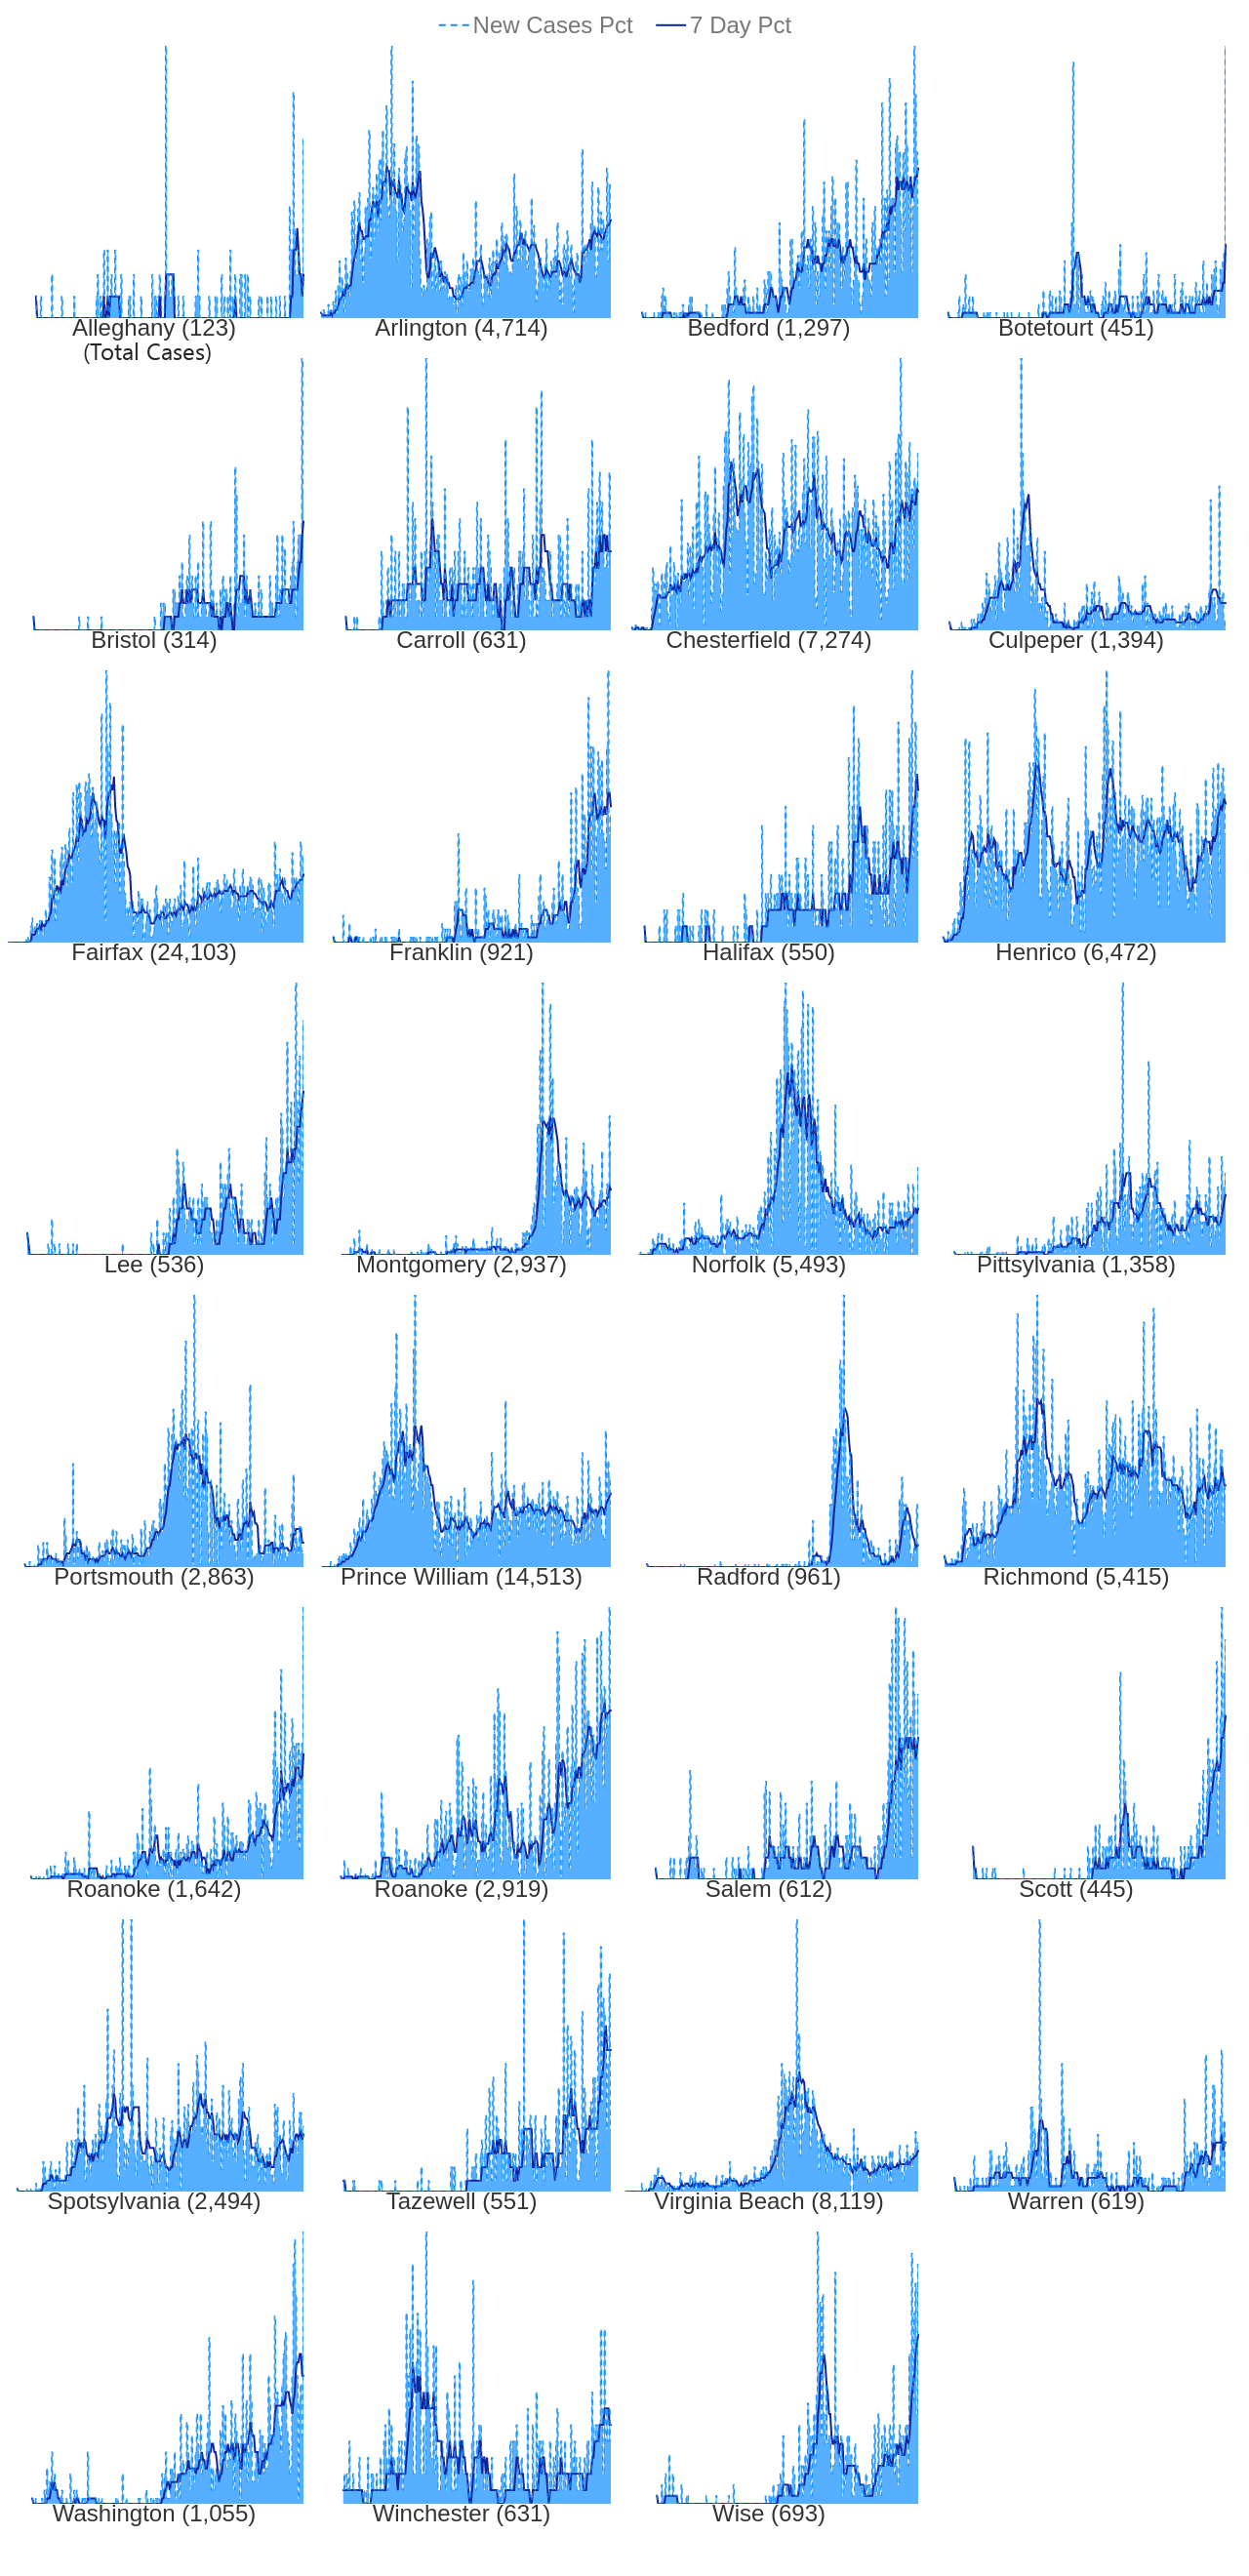 New Cases Pct 7 Day Pct
Alleghany (123) Arlington (4,714) Bedford (1,297) Botetourt (451)
(Total Cases)
Bristol (314) Carroll (631) Chesterfield (7,274) Culpeper (1,394)
Fairfax (24,103) Franklin (921) Halifax (550) Henrico (6,472)
Lee (536) Montgomery (2,937) Norfolk (5,493) Pittsylvania (1,358)
Portsmouth (2,863) Prince William (14,513) Radford (961) Richmond (5,415)
Roanoke (1,642) Roanoke (2,919) Salem (612) Scott (445)
Spotsylvania (2,494) Tazewell (551) Virginia Beach (8,119) Warren (619)
Washington (1,055) Winchester (631) Wise (693)